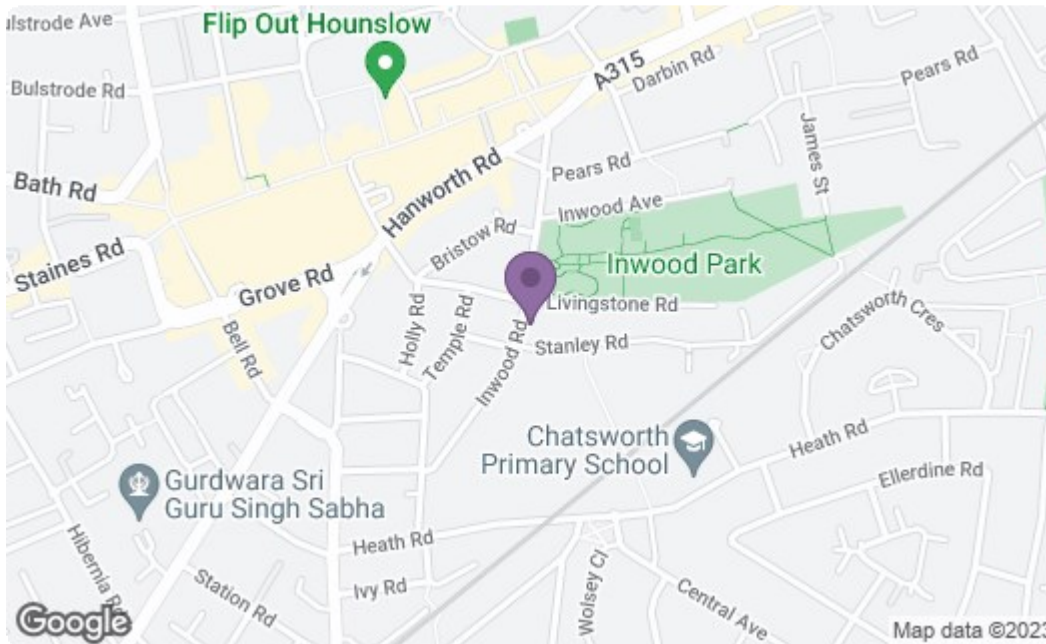 ulstrode Ave
Flip Out Hounslow
A315
Darbin Rd
Pears Rd
Bulstrode Rd
James St
Hanworth Rd
Pears Rd
Bath Rd
Inwood Ave
Bristow Rd
Staines Rd
Inwood Park
Grove Rd
Livingstone Rd
Holly Rd
Temple Rd
Inwood Rd
Stanley Rd
Chatsworth Cres
Bell Rd
Chatsworth
Primary School
Heath Rd
Ellerdine Rd
Gurdwara Sri
Guru Singh Sabha
Heath Rd
Hibernia Rd
Station Rd
Ivy Rd
Wolsey Cl
Central Ave
Google
Map data ©2023